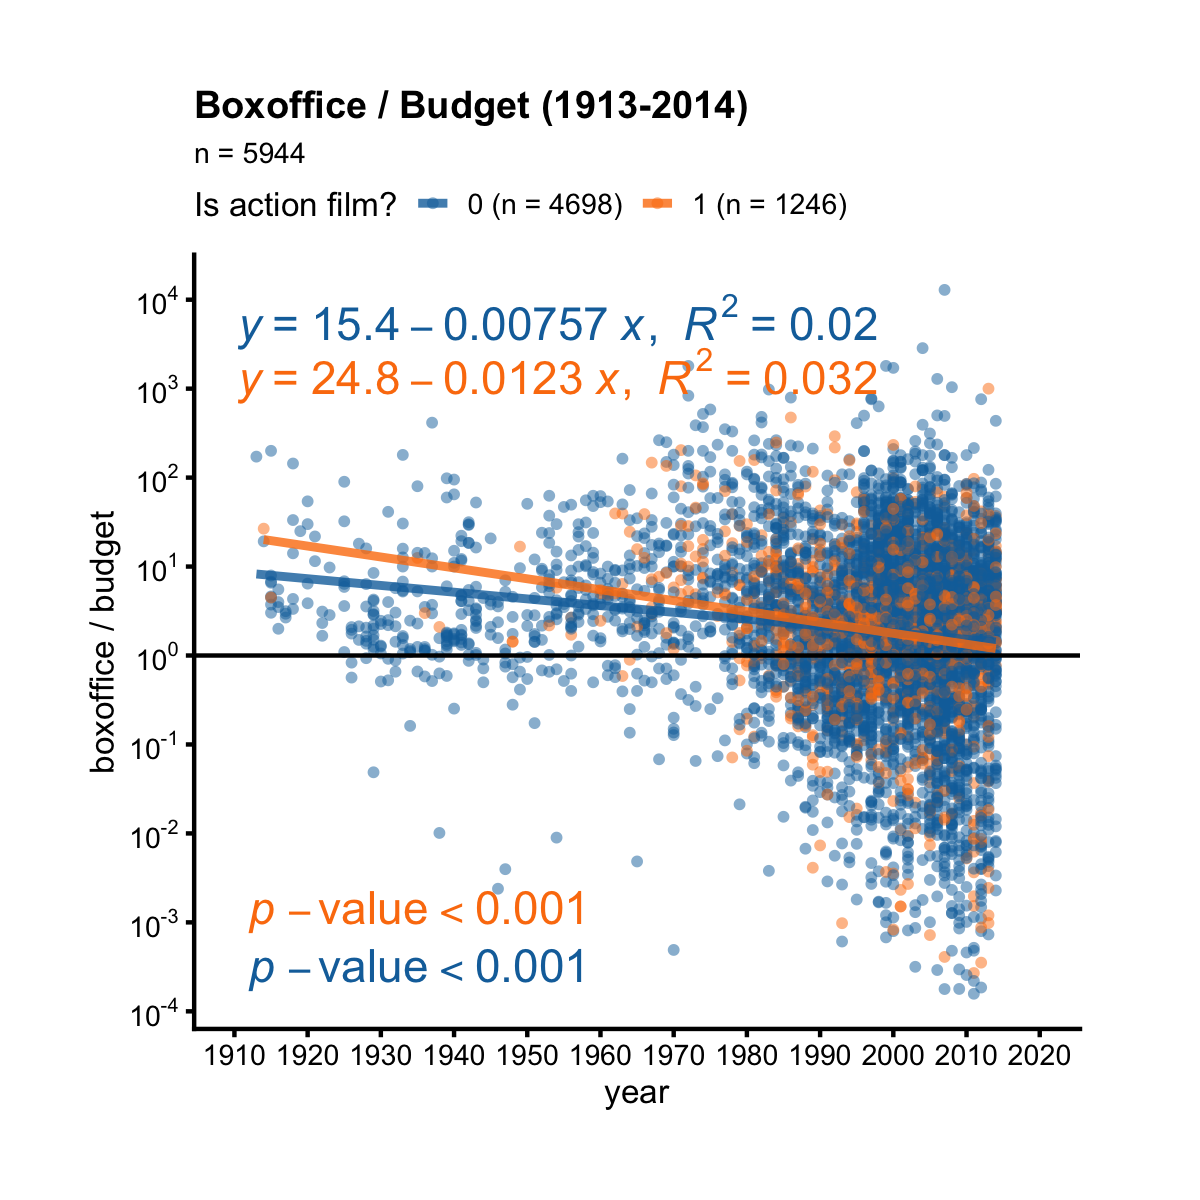 Boxoffice / Budget (1913-2014)
n = 5944
Is action film? 0 (n = 4698) 1 (n = 1246)
y = 15.4 – 0.00757 x, R² = 0.02
y = 24.8 – 0.0123 x, R² = 0.032
p – value < 0.001
p – value < 0.001
boxoffice / budget
10⁴
10³
10²
10¹
10⁰
10⁻¹
10⁻²
10⁻³
10⁻⁴
1910 1920 1930 1940 1950 1960 1970 1980 1990 2000 2010 2020
year